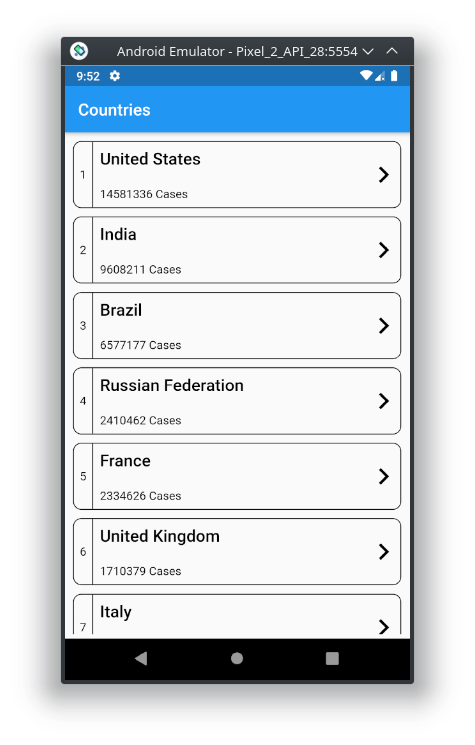 Android Emulator - Pixel_2_API_28:5554
9:52
Countries
1
United States
14581336 Cases
2
India
9608211 Cases
3
Brazil
6577177 Cases
4
Russian Federation
2410462 Cases
5
France
2334626 Cases
6
United Kingdom
1710379 Cases
7
Italy